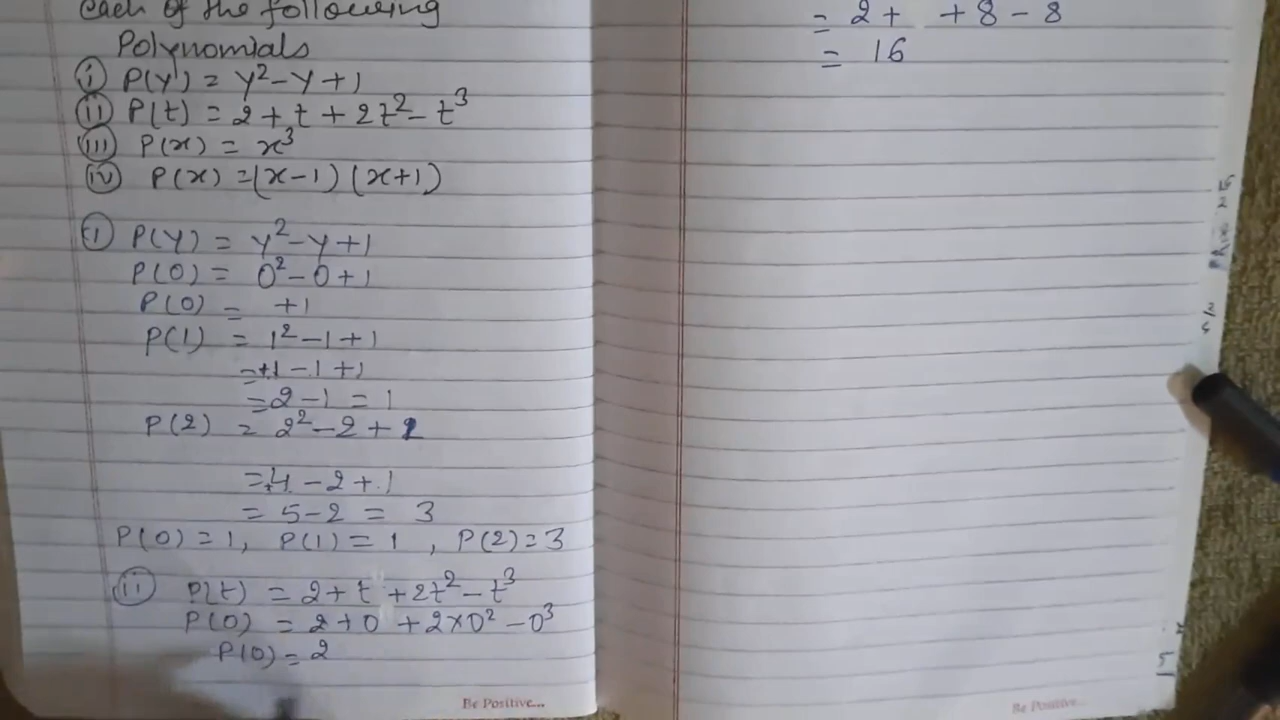 each of the following
Polynomials
(i) P(Y) = y² - y + 1
(ii) P(t) = 2 + t + 2t² - t³
(iii) P(x) = x³
(iv) P(x) = (x-1) (x+1)
(i) P(Y) = y² - y + 1
P(0) = 0² - 0 + 1
P(0) = +1
P(1) = 1² - 1 + 1
= +1 - 1 + 1
= 2 - 1 = 1
P(2) = 2² - 2 + 1
= +4 - 2 + 1
= 5 - 2 = 3
P(0) = 1, P(1) = 1, P(2) = 3
(ii) P(t) = 2 + t + 2t² - t³
P(0) = 2 + 0 + 2×0² - 0³
P(0) = 2
Be Positive...
= 2 + + 8 - 8
= 16
Be Positive...